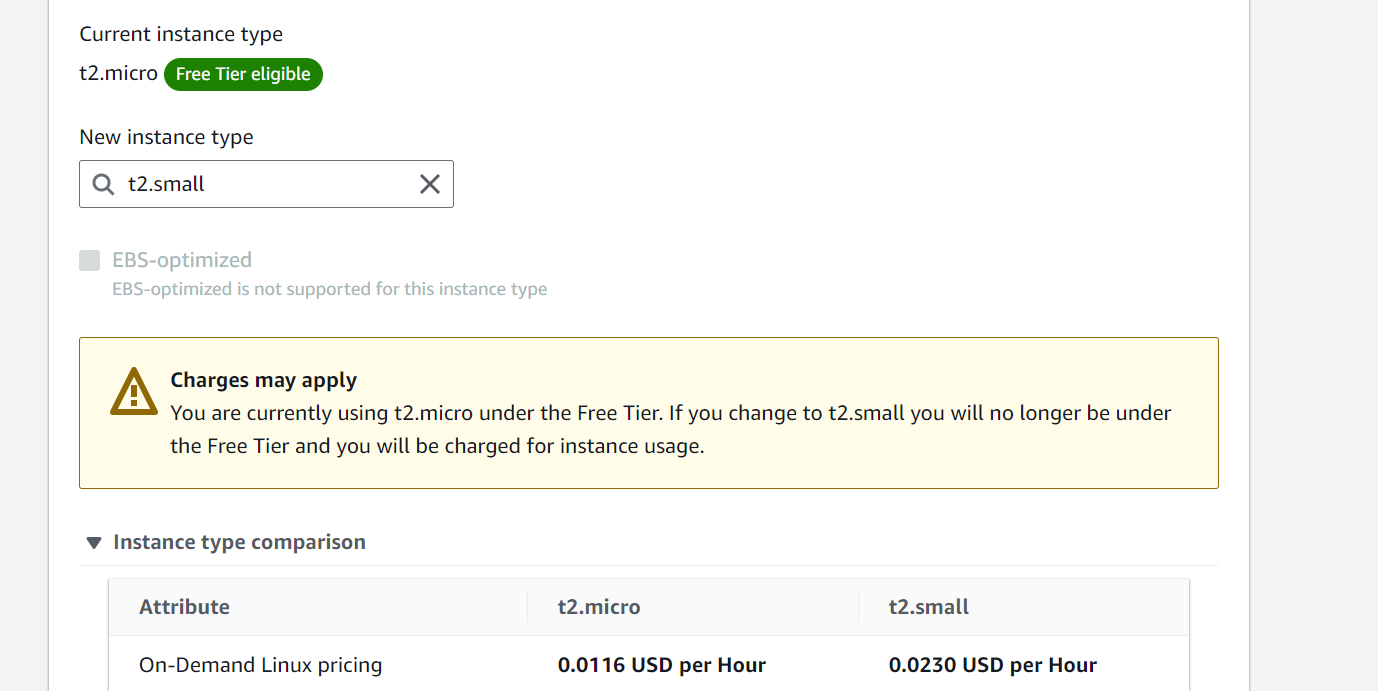 Current instance type
t2.micro Free Tier eligible
New instance type
t2.small
EBS-optimized
EBS-optimized is not supported for this instance type
Charges may apply
You are currently using t2.micro under the Free Tier. If you change to t2.small you will no longer be under
the Free Tier and you will be charged for instance usage.
Instance type comparison
Attribute t2.micro t2.small
On-Demand Linux pricing 0.0116 USD per Hour 0.0230 USD per Hour